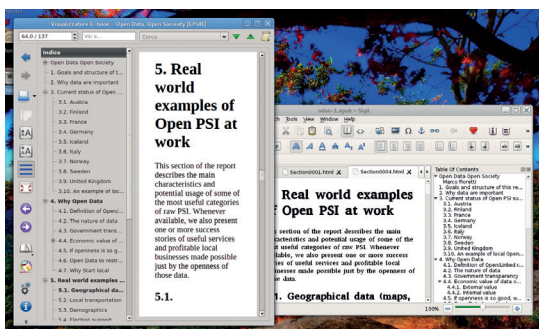 Visualizzatore E-book - Open Data, Open Soniety [EPUB]
64,0 / 137
Vai a...
Cerca
Indice
Open Data Open Society
1. Goals and structure of t...
2. Why data are important
3. Current status of Open ...
3.1. Austria
3.2. Finland
3.3. France
3.4. Germany
3.5. Iceland
3.6. Italy
3.7. Norway
3.8. Sweden
3.9. United Kingdom
3.10. An example of loc...
4. Why Open Data
4.1. Definition of Openi...
4.2. The nature of data
4.3. Government trans...
4.4. Economic value of ...
4.5. If openness is so g...
4.6. Open Data to restr...
4.7. Why Start local
5. Real world examples ...
5.1. Geographical da...
5.2. Local transportation
5.3. Demographics
5.4. Election support
5. Real
world
examples of
Open PSI at
work
This section of the report
describes the main
characteristics and
potential usage of some of
the most useful categories
of raw PSI. Whenever
available, we also present
one or more success
stories of useful services
and profitable local
businesses made possible
just by the openness of
those data.
5.1.
odos-1.epub - Sigil
Tools View Window Help
Section0001.html
Section0004.html
Real world examples
Open PSI at work
section of the report describes the main
acteristics and potential usage of some of the
t useful categories of raw PSI. Whenever
lable, we also present one or more success
ies of useful services and profitable local
nesses made possible just by the openness of
e data.
1. Geographical data (maps,
Table Of Contents
Open Data Open Society
Marco Fioretti
1. Goals and structure of this re...
2. Why data are important
3. Current status of Open PSI su...
3.1. Austria
3.2. Finland
3.3. France
3.4. Germany
3.5. Iceland
3.6. Italy
3.7. Norway
3.8. Sweden
3.9. United Kingdom
3.10. An example of local Open...
4. Why Open Data
4.1. Definition of Open/Linked r...
4.2. The nature of data
4.3. Government transparency
4.4. Economic value of data o...
4.4.1. External value
4.4.2. Internal value
4.5. If openness is so good, w...
100%